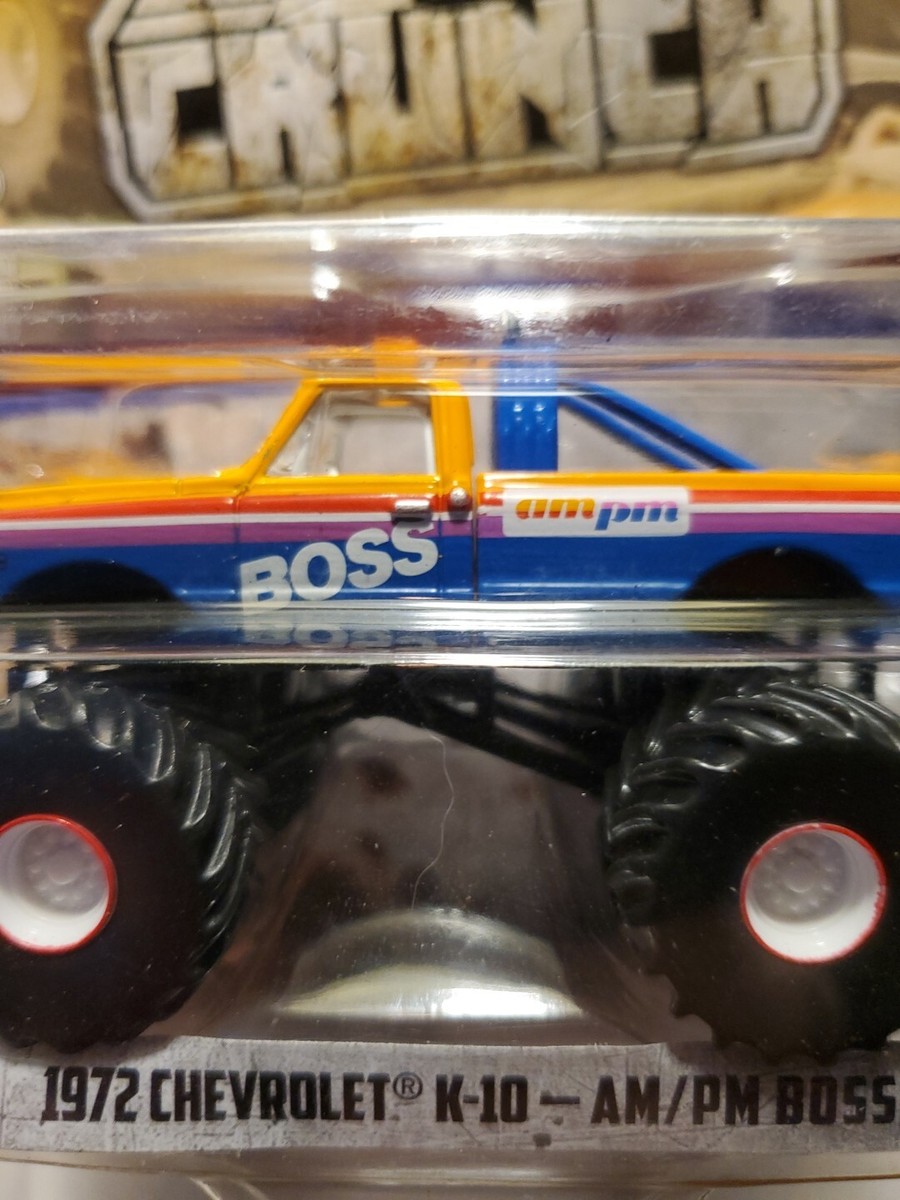 CRUNCH
BOSS
ampm
1972 CHEVROLET® K-10 — AM/PM BOSS